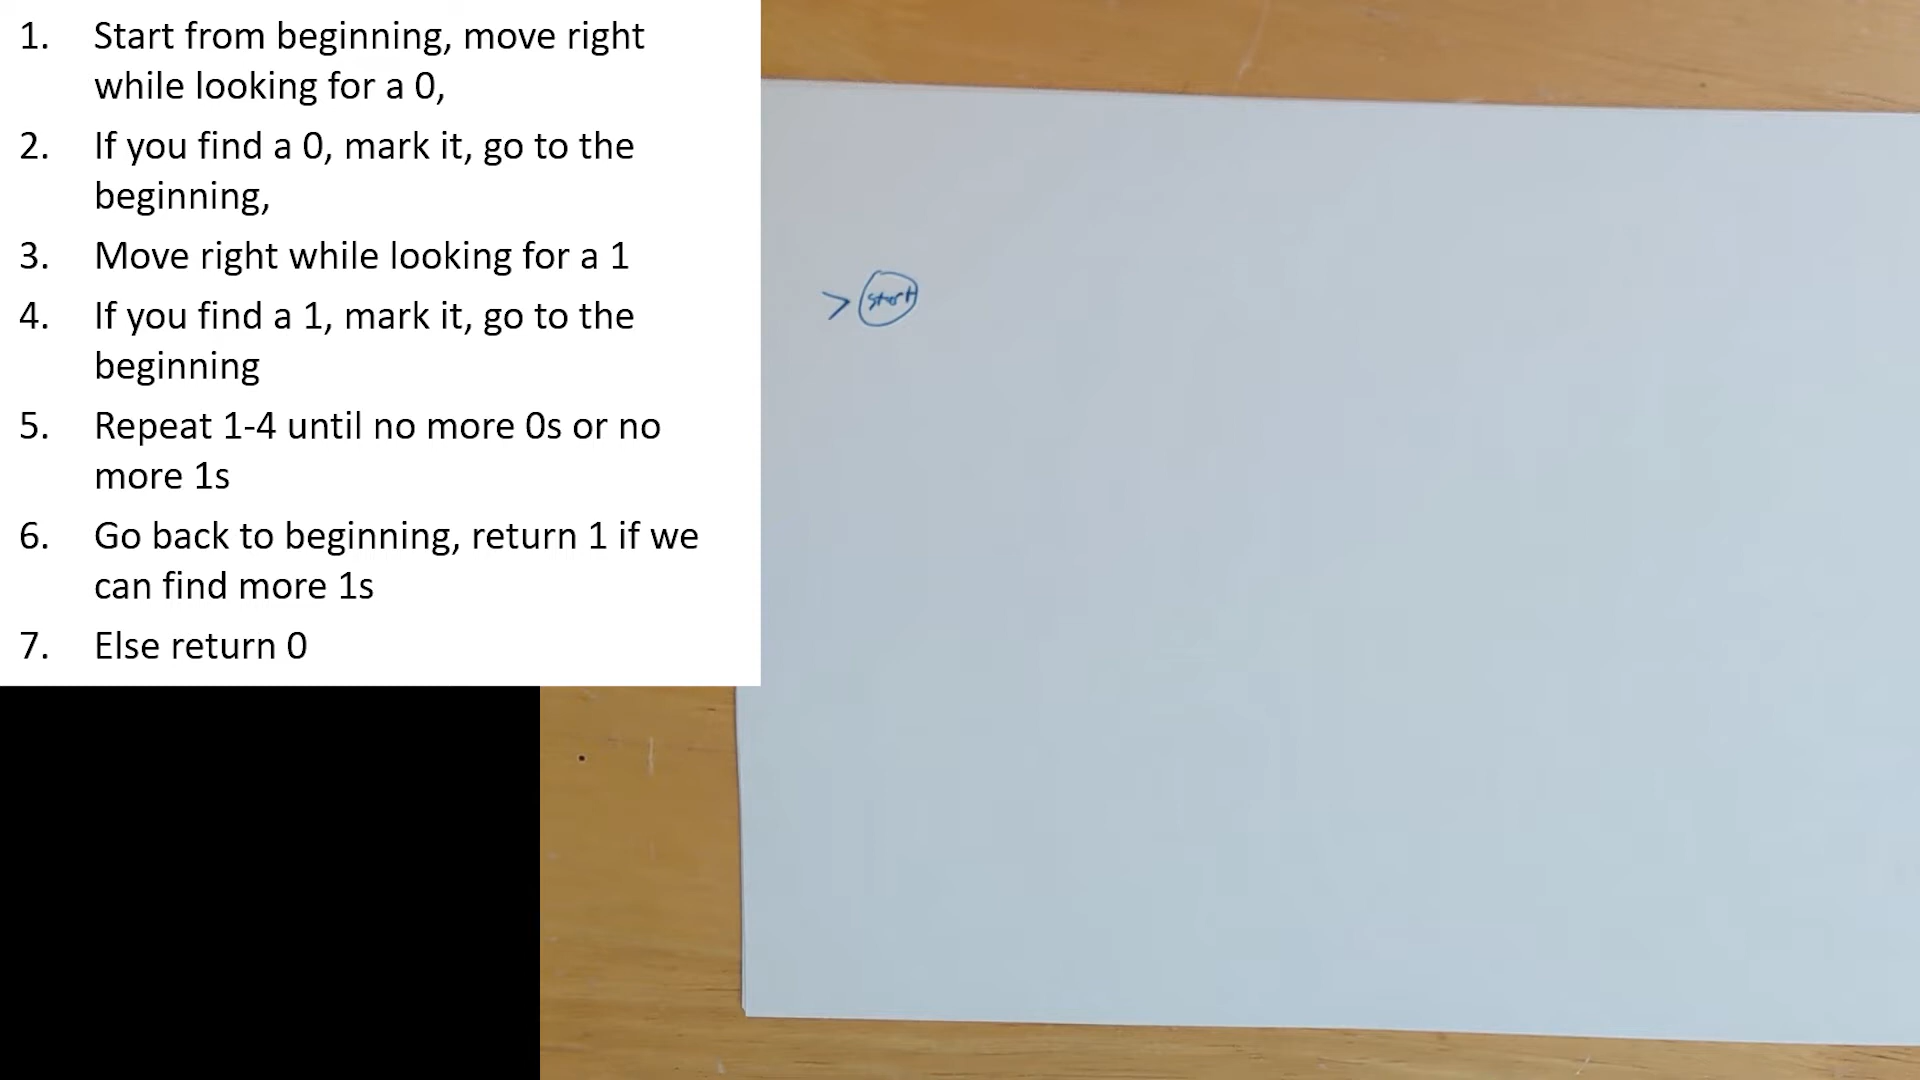 1. Start from beginning, move right
while looking for a 0,
2. If you find a 0, mark it, go to the
beginning,
3. Move right while looking for a 1
4. If you find a 1, mark it, go to the
beginning
5. Repeat 1-4 until no more 0s or no
more 1s
6. Go back to beginning, return 1 if we
can find more 1s
7. Else return 0
> start